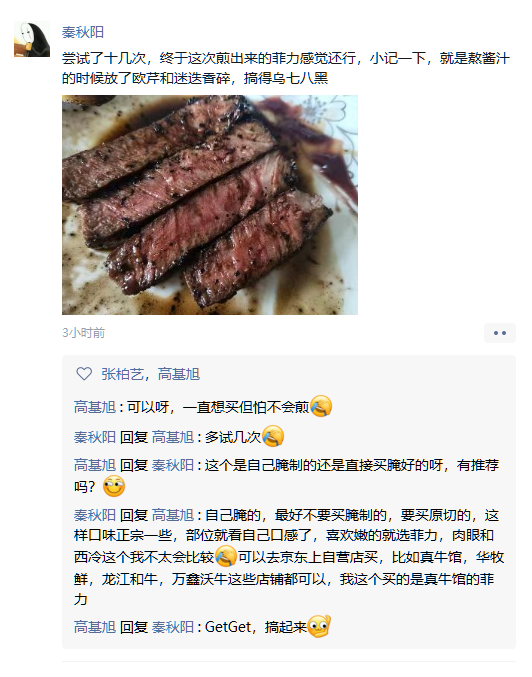 秦秋阳
尝试了十几次，终于这次煎出来的菲力感觉还行，小记一下，就是熬酱汁
的时候放了欧芹和迷迭香碎，搞得乌七八黑
3小时前
张柏艺，高基旭
高基旭：可以呀，一直想买但怕不会煎
秦秋阳 回复 高基旭：多试几次
高基旭 回复 秦秋阳：这个是自己腌制的还是直接买腌好的呀，有推荐
吗？
秦秋阳 回复 高基旭：自己腌的，最好不要买腌制的，要买原切的，这
样口味正宗一些，部位就看自己口感了，喜欢嫩的就选菲力，肉眼和
西冷这个我不太会比较 可以去京东上自营店买，比如真牛馆，华牧
鲜，龙江和牛，万鑫沃牛这些店铺都可以，我这个买的是真牛馆的菲
力
高基旭 回复 秦秋阳：GetGet，搞起来